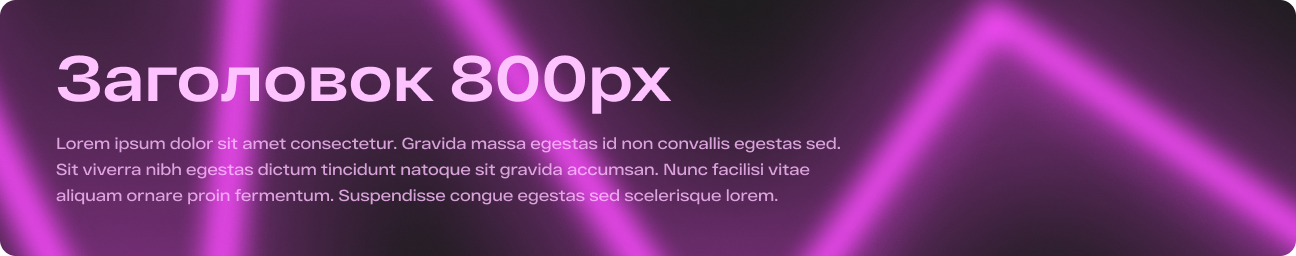 Заголовок 800px
Lorem ipsum dolor sit amet consectetur. Gravida massa egestas id non convallis egestas sed.
Sit viverra nibh egestas dictum tincidunt natoque sit gravida accumsan. Nunc facilisi vitae
aliquam ornare proin fermentum. Suspendisse congue egestas sed scelerisque lorem.